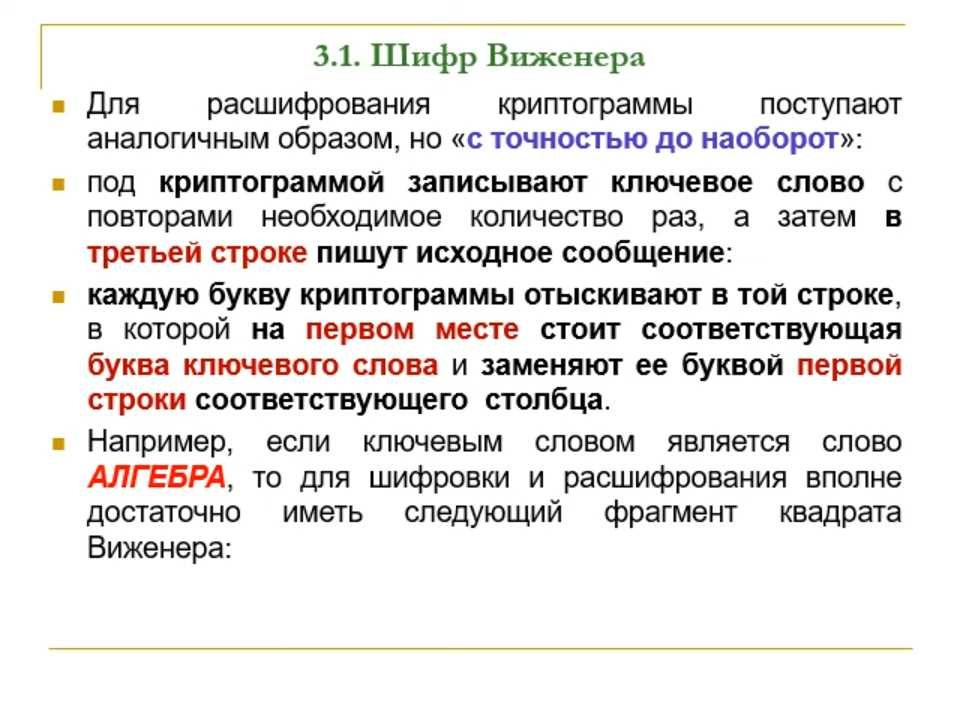 3.1. Шифр Виженера
Для расшифрования криптограммы поступают
аналогичным образом, но «с точностью до наоборот»:
под криптограммой записывают ключевое слово с
повторами необходимое количество раз, а затем в
третьей строке пишут исходное сообщение:
каждую букву криптограммы отыскивают в той строке,
в которой на первом месте стоит соответствующая
буква ключевого слова и заменяют ее буквой первой
строки соответствующего столбца.
Например, если ключевым словом является слово
АЛГЕБРА, то для шифровки и расшифрования вполне
достаточно иметь следующий фрагмент квадрата
Виженера: